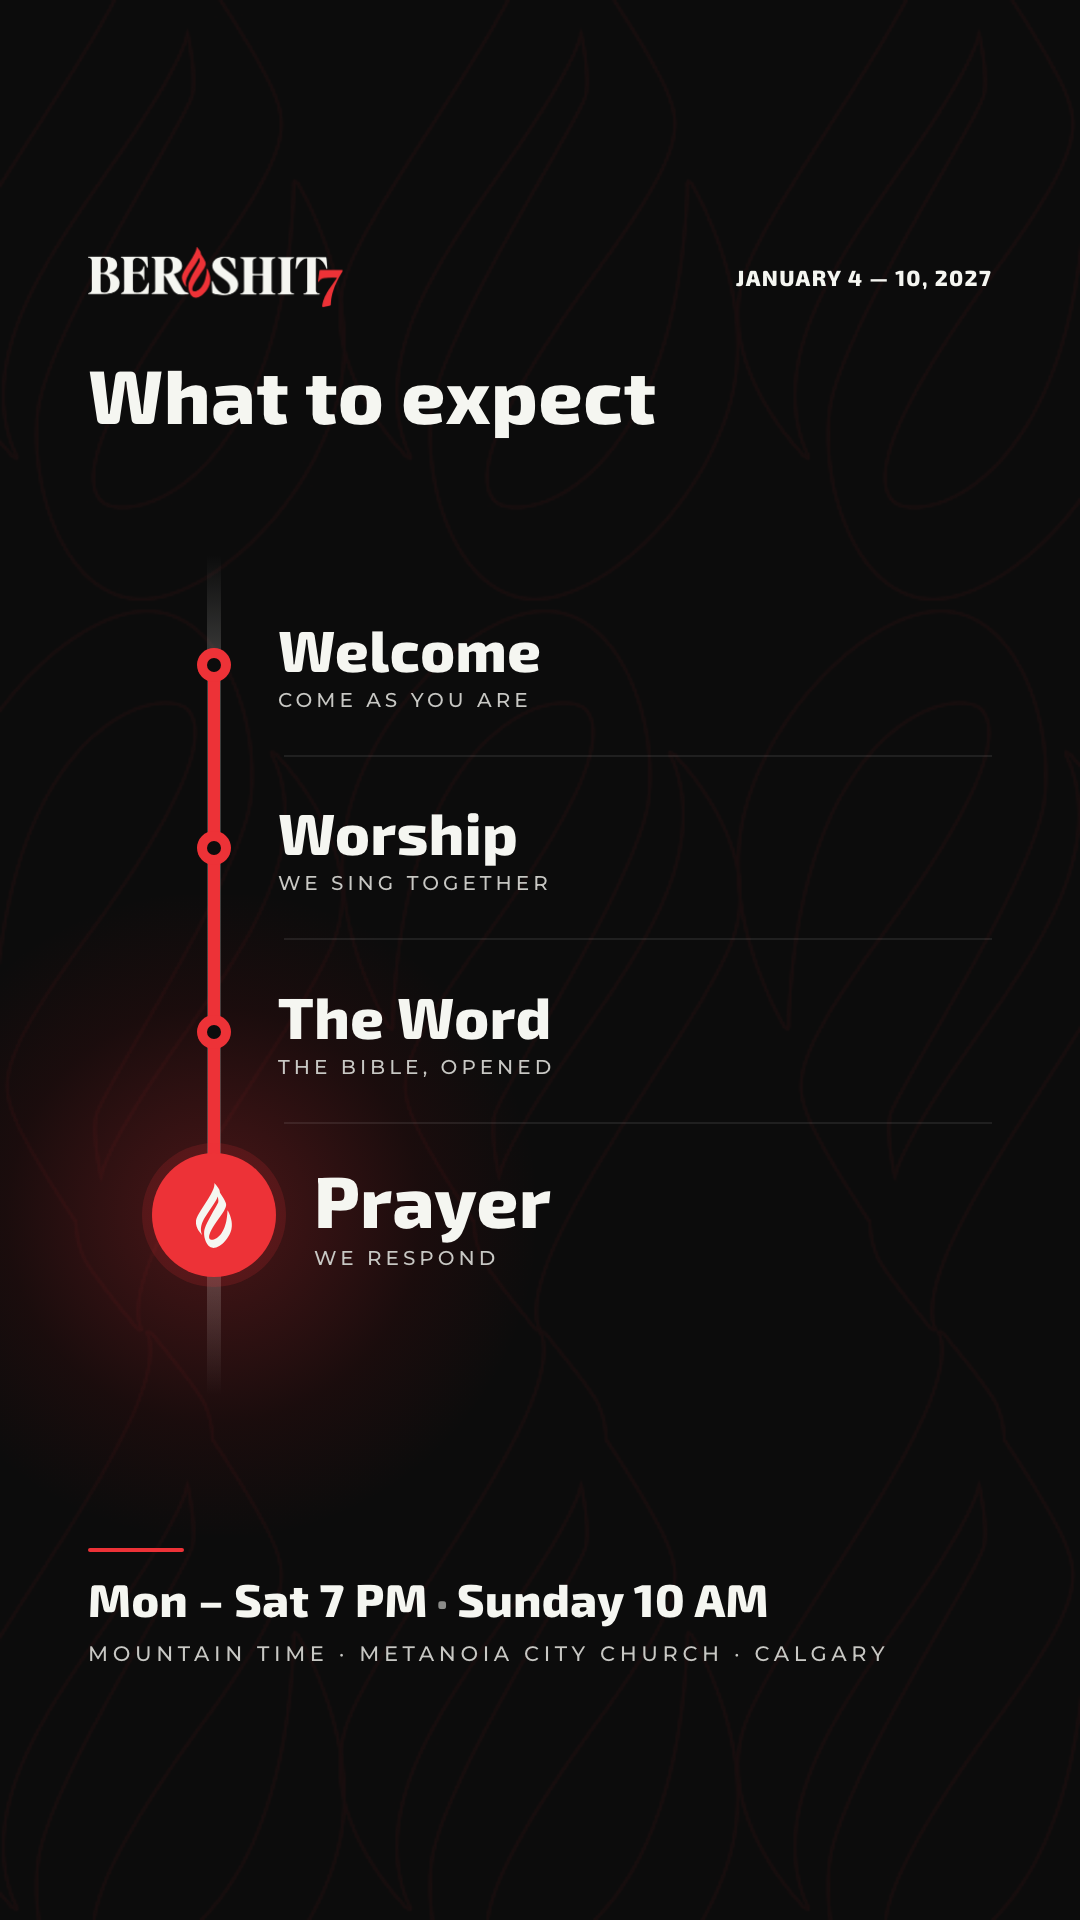 BERESHIT7
JANUARY 4 — 10, 2027
What to expect
Welcome
COME AS YOU ARE
Worship
WE SING TOGETHER
The Word
THE BIBLE, OPENED
Prayer
WE RESPOND
Mon – Sat 7 PM · Sunday 10 AM
MOUNTAIN TIME · METANOIA CITY CHURCH · CALGARY